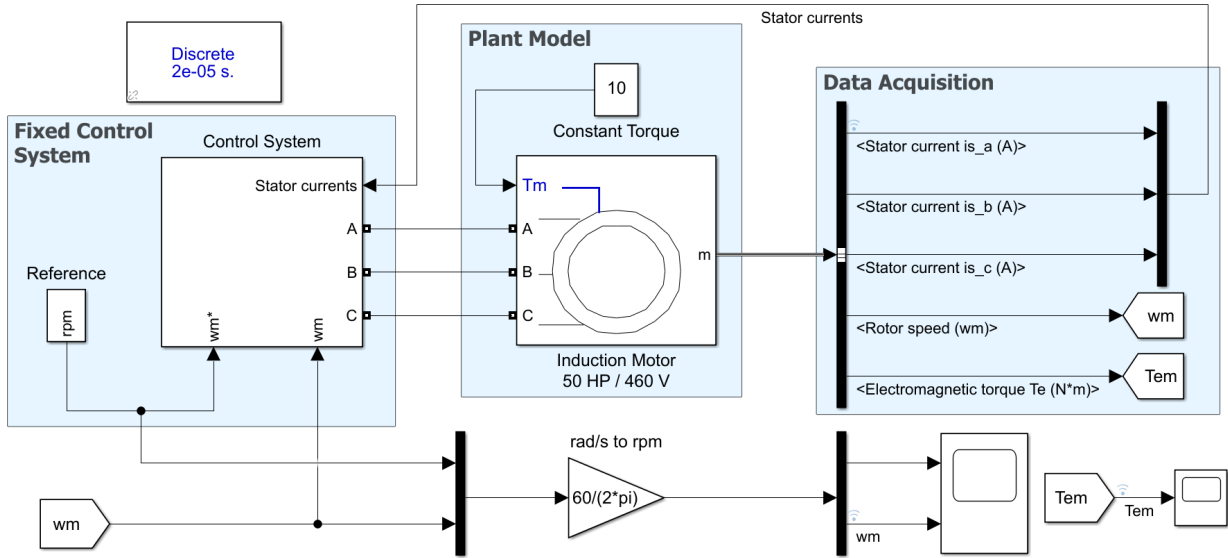 Stator currents
Discrete
2e-05 s.
Plant Model
10
Constant Torque
Data Acquisition
Fixed Control
System
Control System
Stator currents
A
B
C
wm*
wm
Reference
rpm
Tm
A
B
C
m
Induction Motor
50 HP / 460 V
<Stator current is_a (A)>
<Stator current is_b (A)>
<Stator current is_c (A)>
<Rotor speed (wm)>
<Electromagnetic torque Te (N*m)>
wm
Tem
wm
rad/s to rpm
60/(2*pi)
wm
Tem
Tem